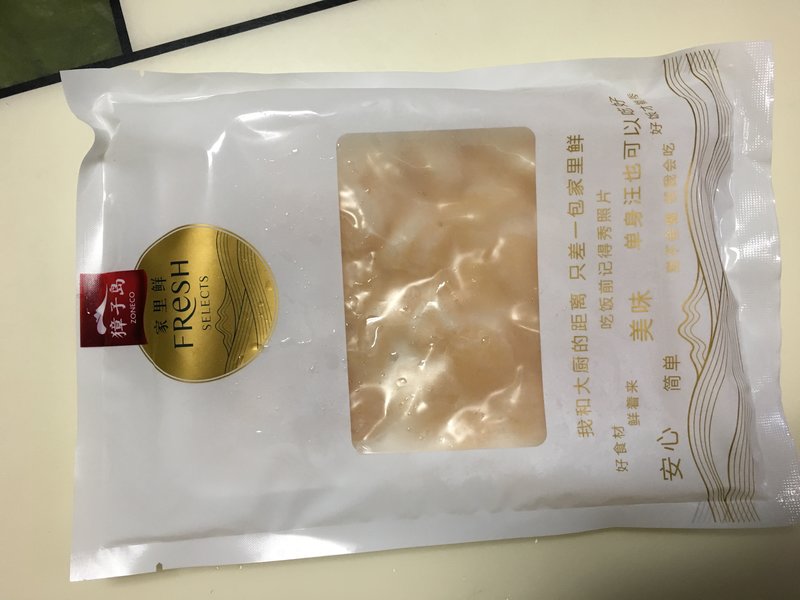 獐子岛
ZONECO
家里鲜
FResH
SELECTS
我和大厨的距离 只差一包家里鲜
好食材 鲜着来 吃饭前记得秀照片
安心 简单 美味 单身汪也可以